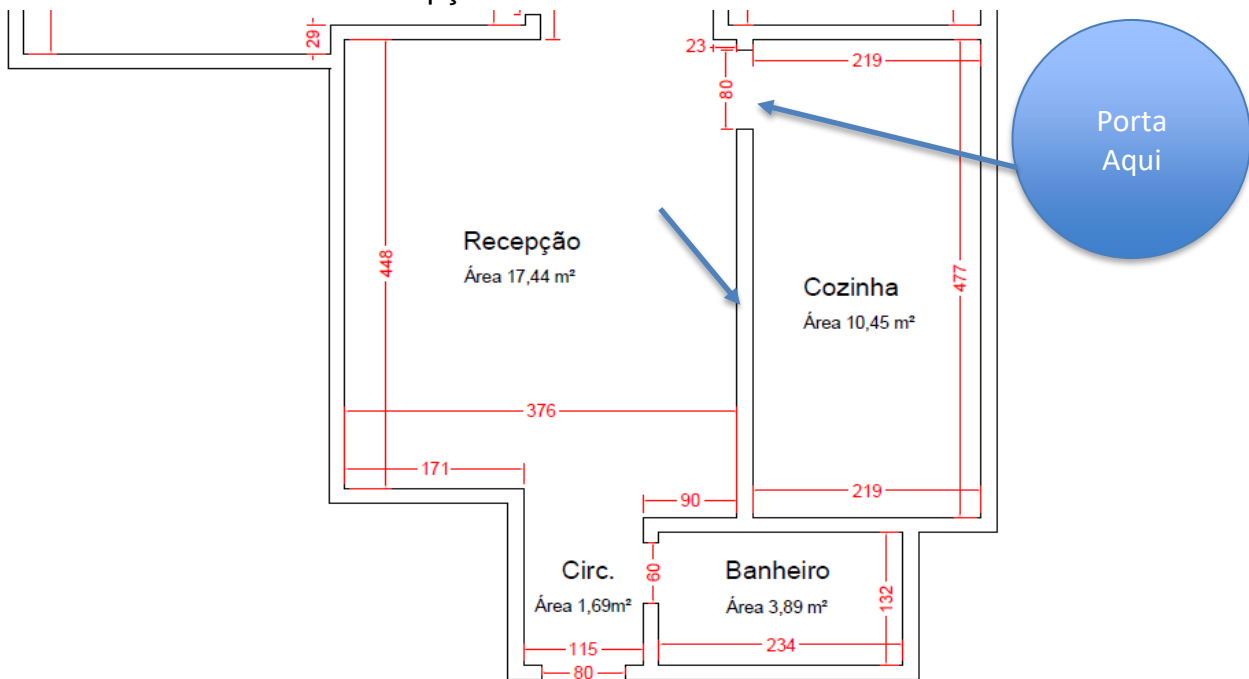 29
23
219
80
Porta
Aqui
Recepção
Área 17,44 m²
448
477
Cozinha
Área 10,45 m²
376
171
90
219
Circ.
Área 1,69m²
60
Banheiro
Área 3,89 m²
132
115
234
80